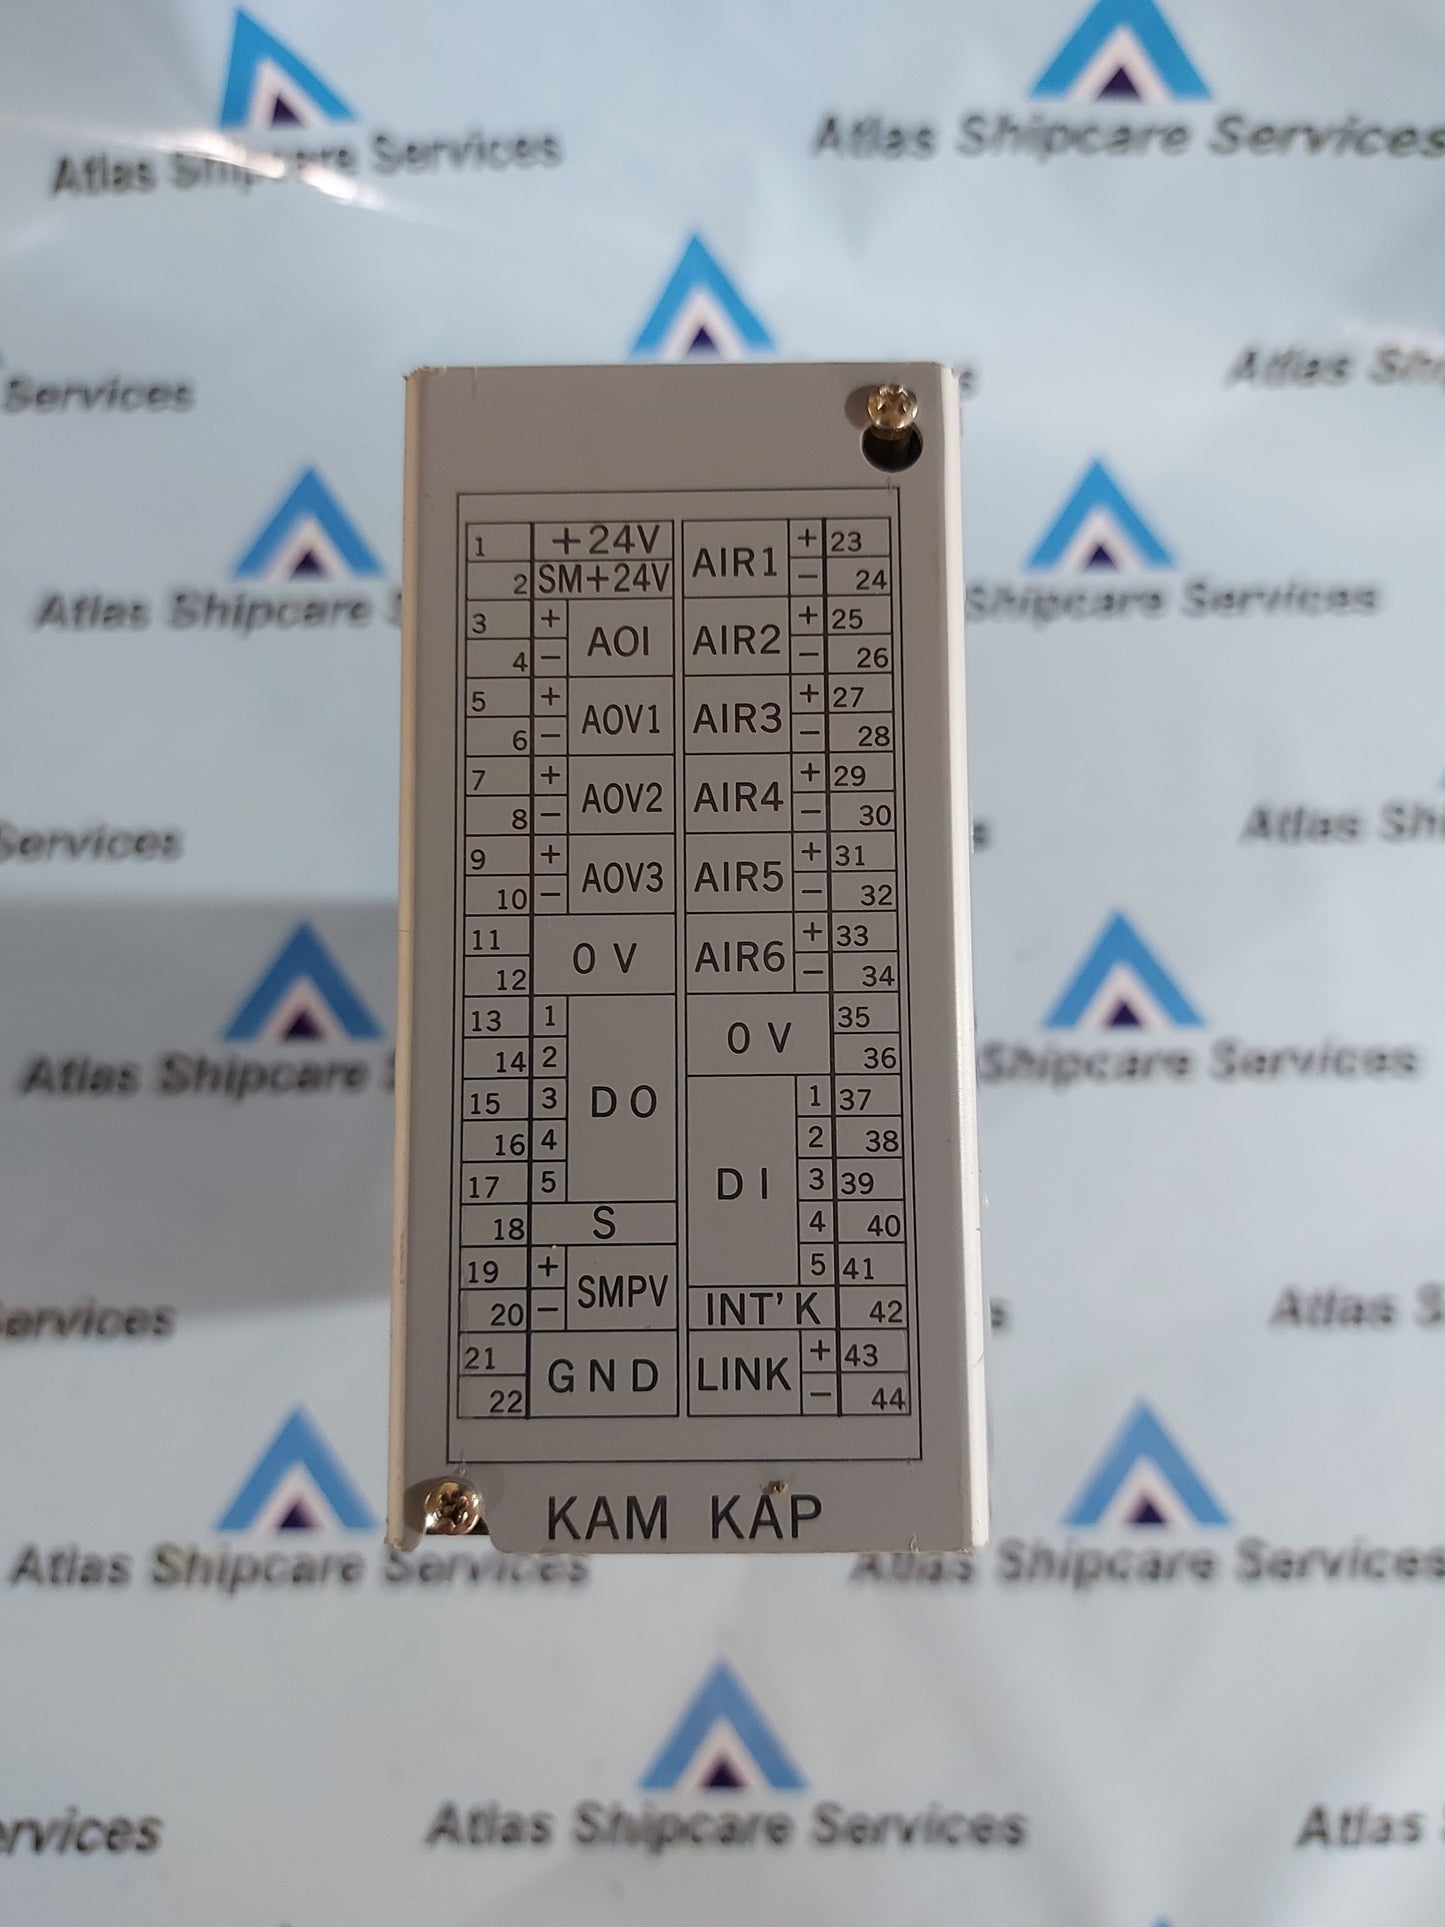 Atlas Shipcare Services
Atlas Shipcare Services
Services
Atlas
Atlas Shipcare
Shipcare Services
Services
Atlas
1 +24V AIR1 + 23
2 SM+24V − 24
3 + AOI AIR2 + 25
4 − − 26
5 + AOV1 AIR3 + 27
6 − − 28
7 + AOV2 AIR4 + 29
8 − − 30
9 + AOV3 AIR5 + 31
10 − − 32
11 0 V AIR6 + 33
12 − 34
13 1 DO 0 V 35
14 2 36
15 3 DI 1 37
16 4 2 38
17 5 3 39
18 S 4 40
19 + SMPV 5 41
20 − INT'K 42
21 GND LINK + 43
22 − 44
KAM KAP
Atlas Shipcare
Shipcare Services
Atlas
Atlas Shipcare Services
Atlas Shipcare Services
Atlas Shipcare Services
Atlas